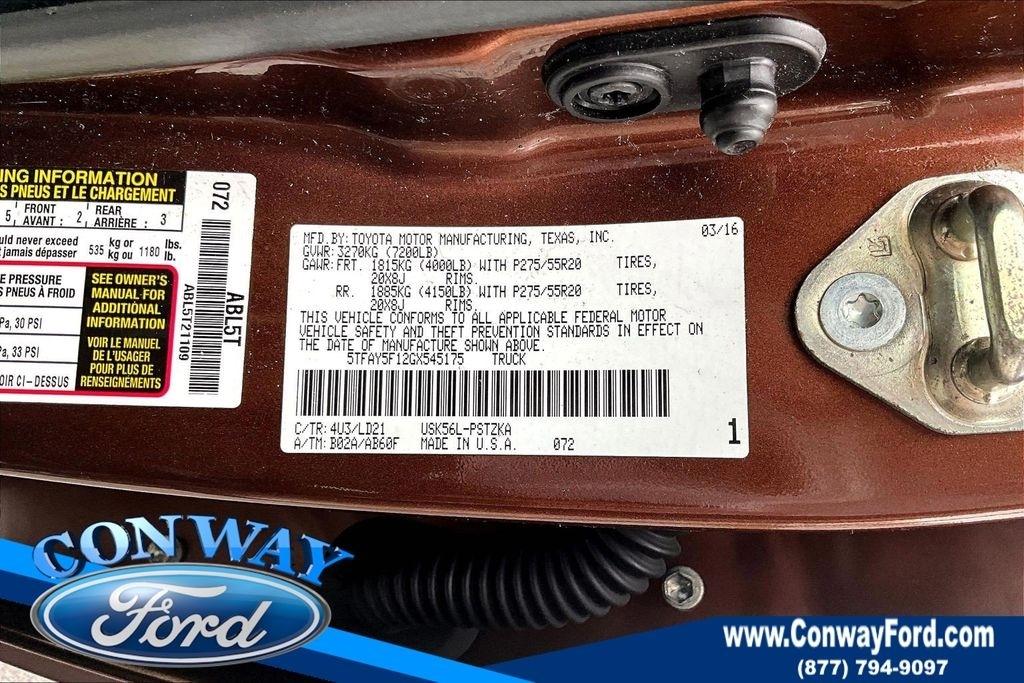 ING INFORMATION
S PNEUS ET LE CHARGEMENT
5 FRONT AVANT : 2 REAR ARRIÈRE : 3
ould never exceed 535 kg or 1180 lbs.
t jamais dépasser kg ou lb.
E PRESSURE
S PNEUS À FROID
Pa, 30 PSI
Pa, 33 PSI
OIR CI-DESSUS
SEE OWNER'S
MANUAL FOR
ADDITIONAL
INFORMATION
VOIR LE MANUEL
DE L'USAGER
POUR PLUS DE
RENSEIGNEMENTS
072
ABL5T
ABL5T21109
MFD. BY: TOYOTA MOTOR MANUFACTURING, TEXAS, INC. 03/16
GVWR: 3270KG (7200LB)
GAWR: FRT. 1815KG (4000LB) WITH P275/55R20 TIRES,
20X8J RIMS.
RR. 1885KG (4150LB) WITH P275/55R20 TIRES,
20X8J RIMS.
THIS VEHICLE CONFORMS TO ALL APPLICABLE FEDERAL MOTOR
VEHICLE SAFETY AND THEFT PREVENTION STANDARDS IN EFFECT ON
THE DATE OF MANUFACTURE SHOWN ABOVE.
5TFAY5F12GX545175 TRUCK
C/TR: 4U3/LD21 USK56L-PSTZKA
A/TM: B02A/AB60F MADE IN U.S.A. 072 1
CONWAY
Ford
www.ConwayFord.com
(877) 794-9097